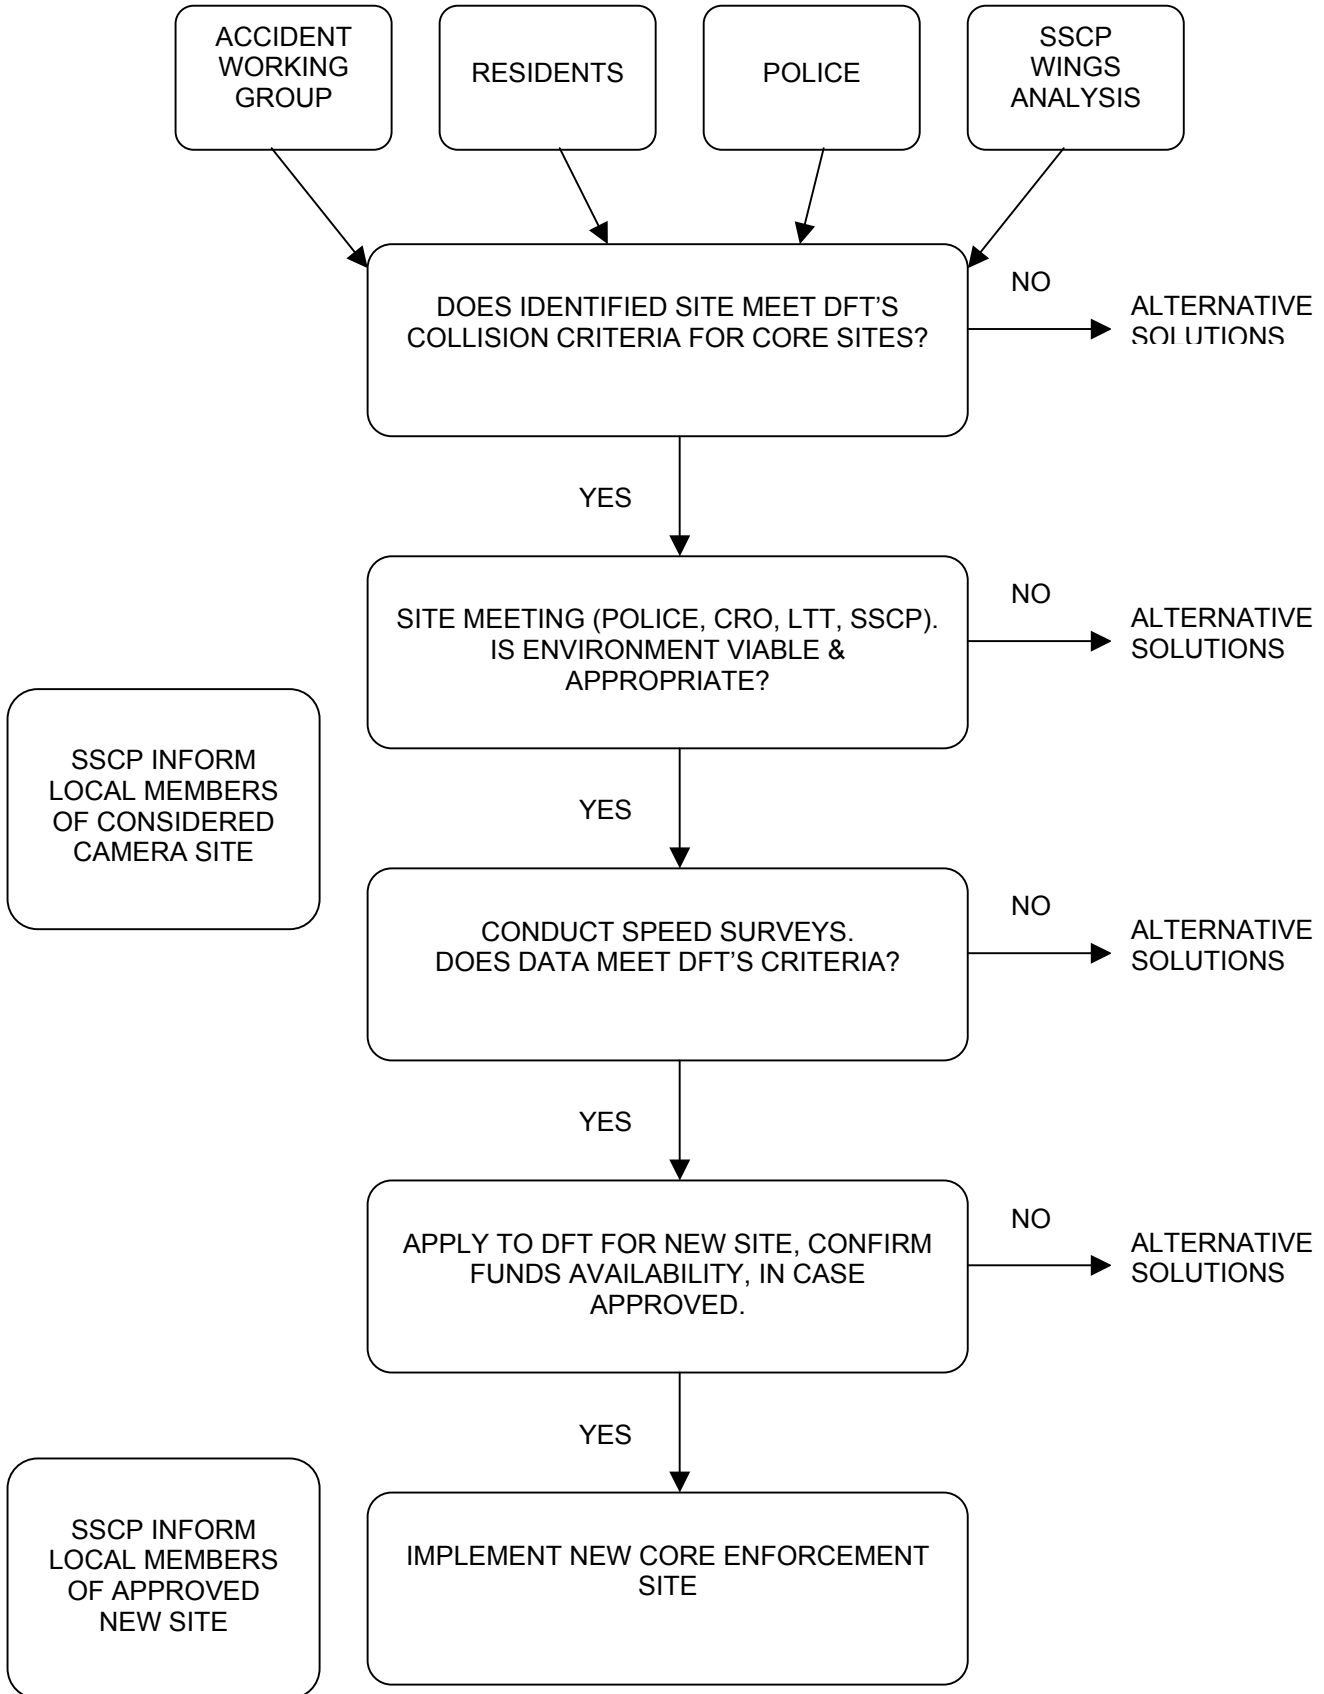 ACCIDENT
WORKING
GROUP
RESIDENTS
POLICE
SSCP
WINGS
ANALYSIS
DOES IDENTIFIED SITE MEET DFT'S
COLLISION CRITERIA FOR CORE SITES?
NO
ALTERNATIVE
SOLUTIONS
YES
SITE MEETING (POLICE, CRO, LTT, SSCP).
IS ENVIRONMENT VIABLE &
APPROPRIATE?
NO
ALTERNATIVE
SOLUTIONS
SSCP INFORM
LOCAL MEMBERS
OF CONSIDERED
CAMERA SITE
YES
CONDUCT SPEED SURVEYS.
DOES DATA MEET DFT'S CRITERIA?
NO
ALTERNATIVE
SOLUTIONS
YES
APPLY TO DFT FOR NEW SITE, CONFIRM
FUNDS AVAILABILITY, IN CASE
APPROVED.
NO
ALTERNATIVE
SOLUTIONS
YES
SSCP INFORM
LOCAL MEMBERS
OF APPROVED
NEW SITE
IMPLEMENT NEW CORE ENFORCEMENT
SITE